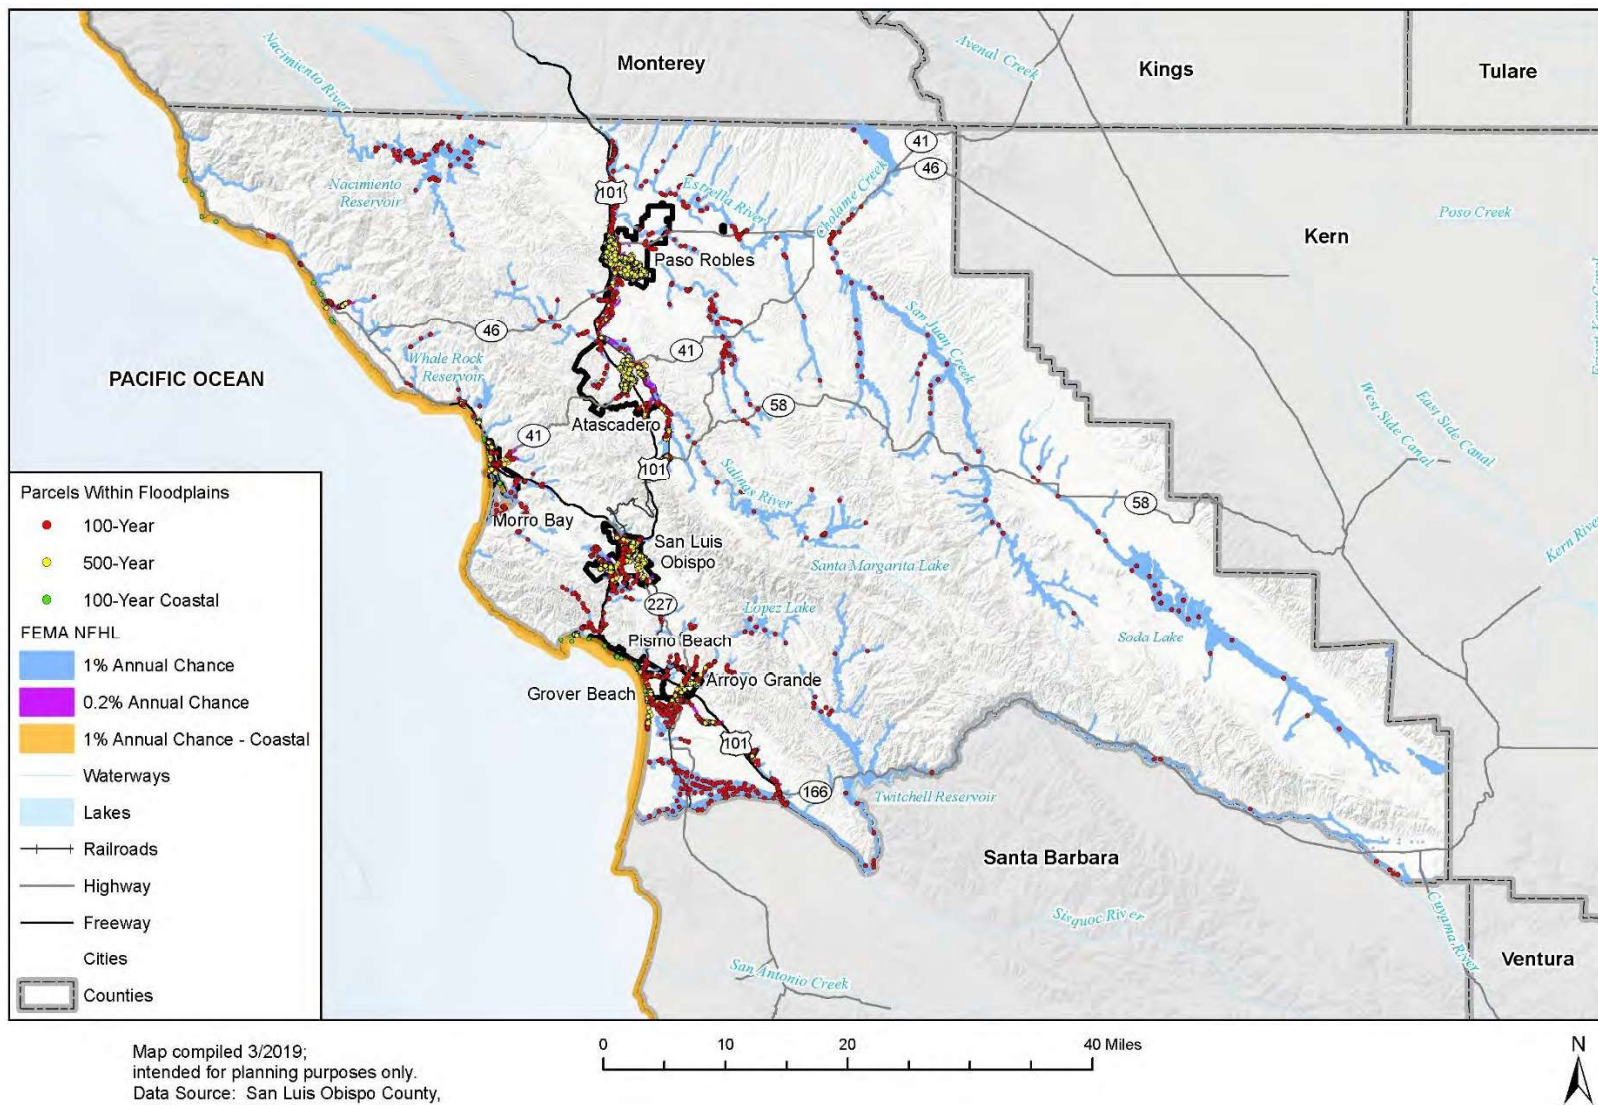 Monterey
Kings
Tulare
Avenal Creek
Nacimiento River
41
46
Nacimiento
Reservoir
101
Estrella River
Cholame Creek
Poso Creek
Kern
Paso Robles
46
41
San Juan Creek
Whale Rock
Reservoir
PACIFIC OCEAN
58
Atascadero
41
West Side Canal
East Side Canal
101
Salinas River
58
Morro Bay
San Luis
Obispo
Kern River
Santa Margarita Lake
227
Lopez Lake
Pismo Beach
Soda Lake
Arroyo Grande
Grover Beach
101
166
Twitchell Reservoir
Santa Barbara
Sisquoc River
Cuyama River
San Antonio Creek
Ventura
Parcels Within Floodplains
100-Year
500-Year
100-Year Coastal
FEMA NFHL
1% Annual Chance
0.2% Annual Chance
1% Annual Chance - Coastal
Waterways
Lakes
Railroads
Highway
Freeway
Cities
Counties
Map compiled 3/2019;
intended for planning purposes only.
Data Source: San Luis Obispo County,
0 10 20 40 Miles
N